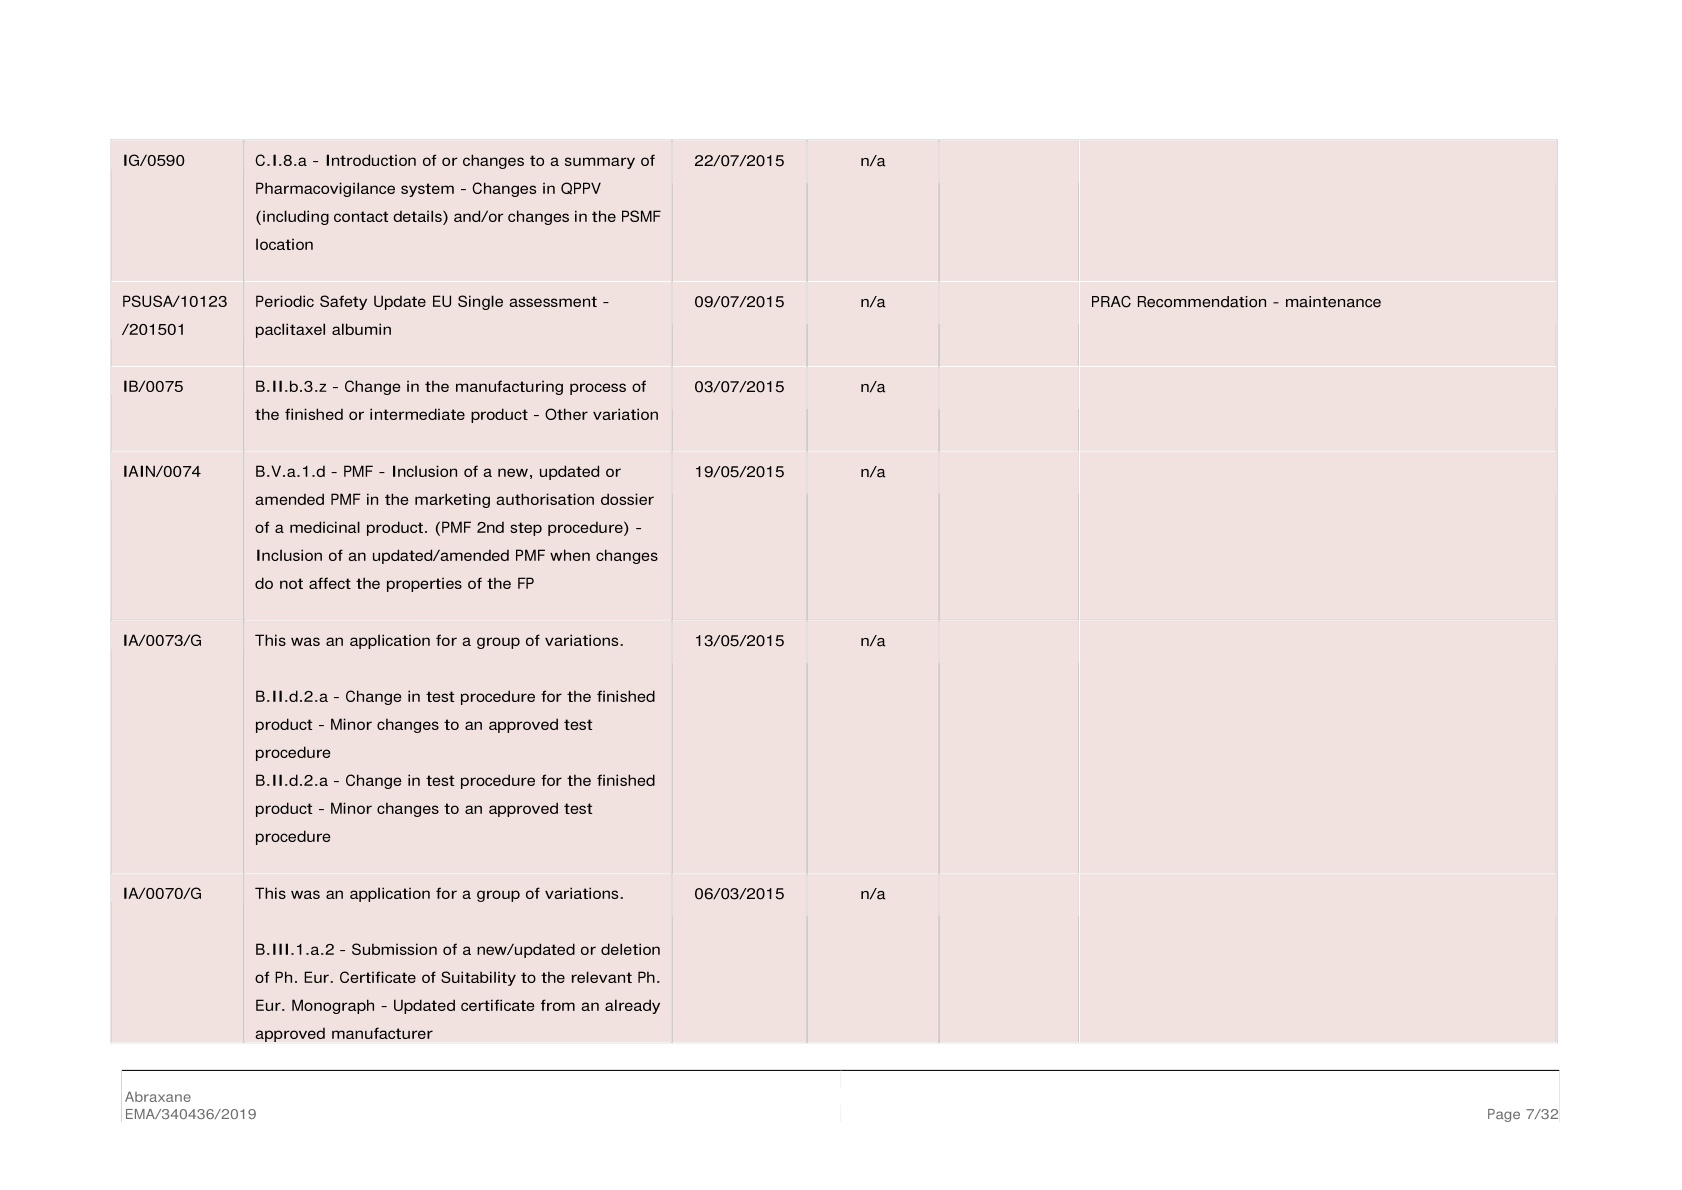 IG/0590
C.I.8.a - Introduction of or changes to a summary of
Pharmacovigilance system - Changes in QPPV
(including contact details) and/or changes in the PSMF
location
22/07/2015
n/a
PSUSA/10123
/201501
Periodic Safety Update EU Single assessment -
paclitaxel albumin
09/07/2015
n/a
PRAC Recommendation - maintenance
IB/0075
B.II.b.3.z - Change in the manufacturing process of
the finished or intermediate product - Other variation
03/07/2015
n/a
IAIN/0074
B.V.a.1.d - PMF - Inclusion of a new, updated or
amended PMF in the marketing authorisation dossier
of a medicinal product. (PMF 2nd step procedure) -
Inclusion of an updated/amended PMF when changes
do not affect the properties of the FP
19/05/2015
n/a
IA/0073/G
This was an application for a group of variations.
B.II.d.2.a - Change in test procedure for the finished
product - Minor changes to an approved test
procedure
B.II.d.2.a - Change in test procedure for the finished
product - Minor changes to an approved test
procedure
13/05/2015
n/a
IA/0070/G
This was an application for a group of variations.
B.III.1.a.2 - Submission of a new/updated or deletion
of Ph. Eur. Certificate of Suitability to the relevant Ph.
Eur. Monograph - Updated certificate from an already
approved manufacturer
06/03/2015
n/a
Abraxane
EMA/340436/2019
Page 7/32